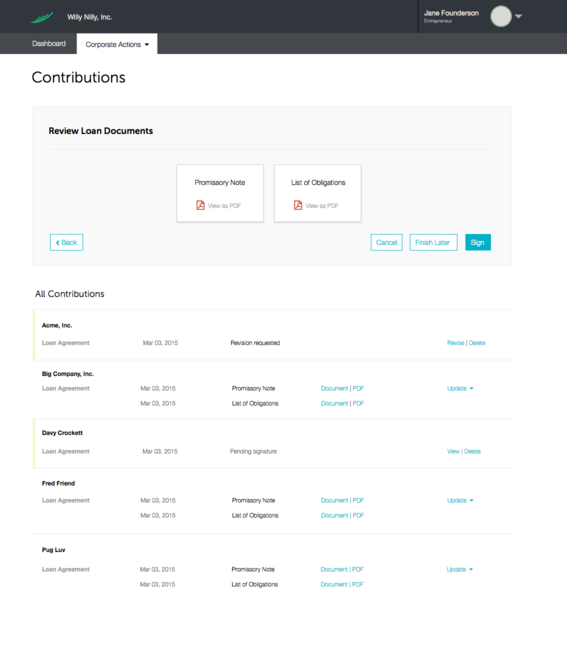 Willy Nilly, Inc.
Jane Founderson
Entrepreneur
Dashboard
Corporate Actions
Contributions
Review Loan Documents
Promissory Note
View as PDF
List of Obligations
View as PDF
Back
Cancel
Finish Later
Sign
All Contributions
Acme, Inc.
Loan Agreement Mar 03, 2015 Revision requested Revise | Delete
Big Company, Inc.
Loan Agreement Mar 03, 2015 Promissory Note Document | PDF Update
Mar 03, 2015 List of Obligations Document | PDF
Davy Crockett
Loan Agreement Mar 03, 2015 Pending signature View | Delete
Fred Friend
Loan Agreement Mar 03, 2015 Promissory Note Document | PDF Update
Mar 03, 2015 List of Obligations Document | PDF
Pug Luv
Loan Agreement Mar 03, 2015 Promissory Note Document | PDF Update
Mar 03, 2015 List of Obligations Document | PDF